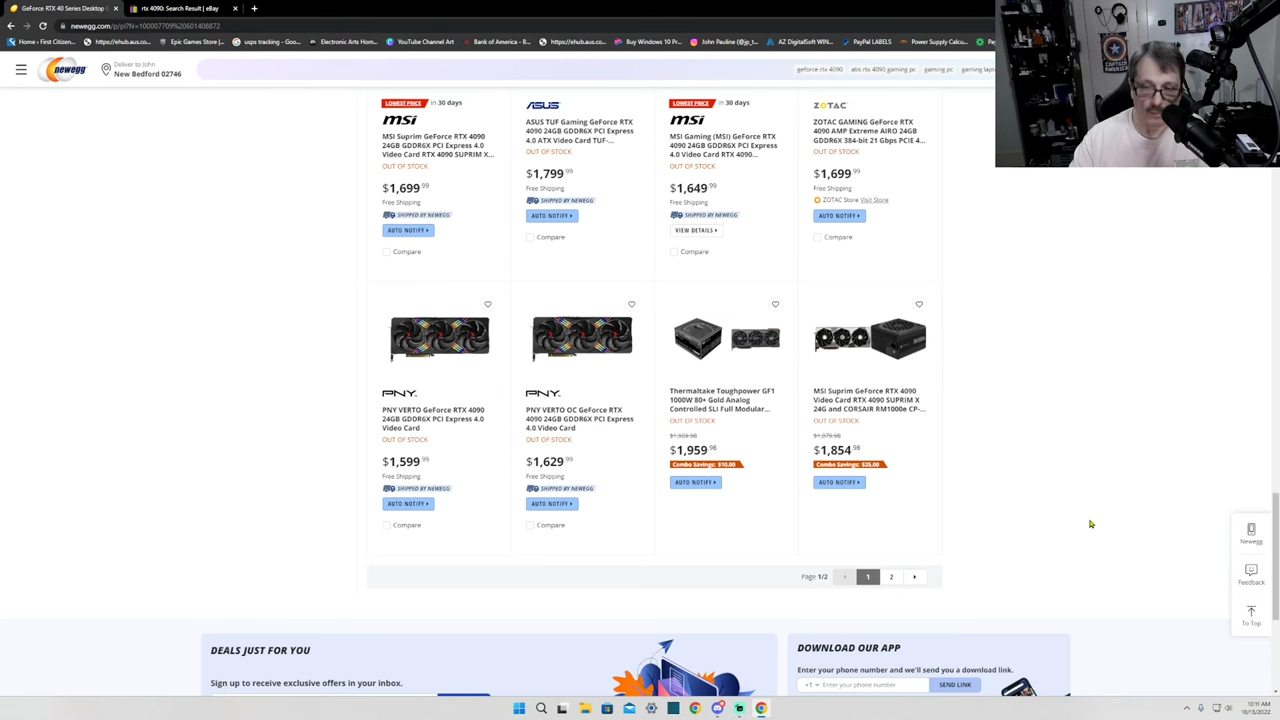 GeForce RTX 40 Series Desktop
rtx 4090: Search Result | eBay
newegg.com/p/pl?N=100007709%20601408872
Home ‹ First Citizen...
https://ehub.aus.co...
Epic Games Store |...
usps tracking - Goo...
Electronic Arts Hom...
YouTube Channel Art
Bank of America – B...
https://ehub.aus.co...
Buy Windows 10 Pr...
John Pauline (@jp_t...
AZ DigitalSoft WIN...
PayPal LABELS
Power Supply Calcu...
newegg
Deliver to John
New Bedford 02746
geforce rtx 4090
abs rtx 4090 gaming pc
gaming pc
CAPTAIN
AMERICA
LOWEST PRICE in 30 days
msi
MSI Suprim GeForce RTX 4090
24GB GDDR6X PCI Express 4.0
Video Card RTX 4090 SUPRIM X...
OUT OF STOCK
$1,699.99
Free Shipping
SHIPPED BY NEWEGG
AUTO NOTIFY
Compare
ASUS
ASUS TUF Gaming GeForce RTX
4090 24GB GDDR6X PCI Express
4.0 ATX Video Card TUF-...
OUT OF STOCK
$1,799.99
Free Shipping
SHIPPED BY NEWEGG
AUTO NOTIFY
Compare
LOWEST PRICE in 30 days
msi
MSI Gaming (MSI) GeForce RTX
4090 24GB GDDR6X PCI Express
4.0 Video Card RTX 4090...
OUT OF STOCK
$1,649.99
Free Shipping
SHIPPED BY NEWEGG
VIEW DETAILS
Compare
ZOTAC
ZOTAC GAMING GeForce RTX
4090 AMP Extreme AIRO 24GB
GDDR6X 384-bit 21 Gbps PCIE 4...
OUT OF STOCK
$1,699.99
Free Shipping
ZOTAC Store Visit Store
AUTO NOTIFY
Compare
PNY
PNY VERTO GeForce RTX 4090
24GB GDDR6X PCI Express 4.0
Video Card
OUT OF STOCK
$1,599.99
Free Shipping
SHIPPED BY NEWEGG
AUTO NOTIFY
Compare
PNY
PNY VERTO OC GeForce RTX
4090 24GB GDDR6X PCI Express
4.0 Video Card
OUT OF STOCK
$1,629.99
Free Shipping
SHIPPED BY NEWEGG
AUTO NOTIFY
Compare
Thermaltake Toughpower GF1
1000W 80+ Gold Analog
Controlled SLI Full Modular...
OUT OF STOCK
$1,969.98
$1,959.98
Combo Savings: $10.00
AUTO NOTIFY
MSI Suprim GeForce RTX 4090
Video Card RTX 4090 SUPRIM X
24G and CORSAIR RM1000e CP-...
OUT OF STOCK
$1,879.98
$1,854.98
Combo Savings: $25.00
AUTO NOTIFY
Page 1/2
1
2
Newegg
Feedback
To Top
DEALS JUST FOR YOU
Sign up to receive exclusive offers in your inbox.
DOWNLOAD OUR APP
Enter your phone number and we'll send you a download link.
+1
Enter your phone number
SEND LINK
10:11 AM
10/15/2022